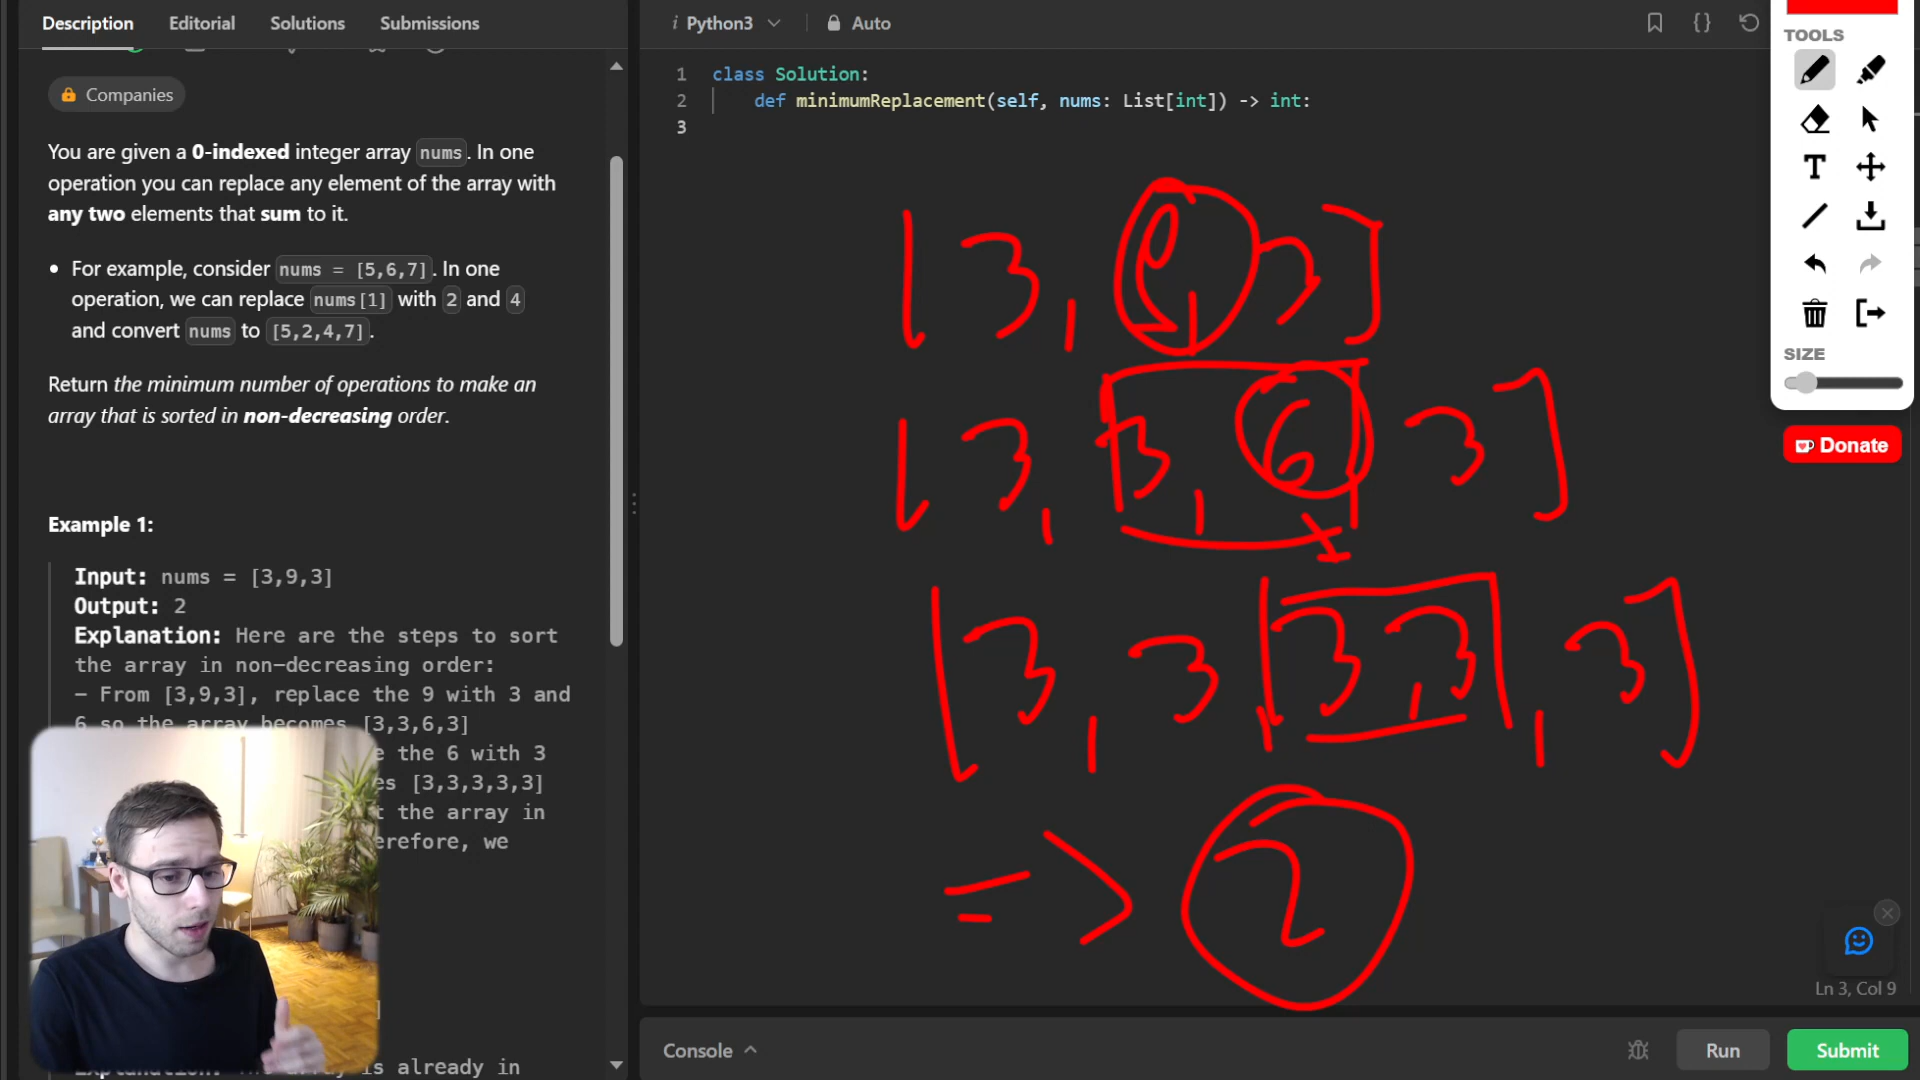 Description Editorial Solutions Submissions
Companies
You are given a 0-indexed integer array nums. In one
operation you can replace any element of the array with
any two elements that sum to it.
• For example, consider nums = [5,6,7]. In one
operation, we can replace nums[1] with 2 and 4
and convert nums to [5,2,4,7].
Return the minimum number of operations to make an
array that is sorted in non-decreasing order.
Example 1:
Input: nums = [3,9,3]
Output: 2
Explanation: Here are the steps to sort
the array in non-decreasing order:
- From [3,9,3], replace the 9 with 3 and
6 so the array becomes [3,3,6,3]
e the 6 with 3
es [3,3,3,3,3]
t the array in
erefore, we
]
is already in
i Python3 Auto
1 class Solution:
2 def minimumReplacement(self, nums: List[int]) -> int:
3
[3, 9, 3]
[3, 3, 6 3]
[3, 3 3, 3, 3]
=> 2
Ln 3, Col 9
Console Run Submit
TOOLS
T
SIZE
Donate